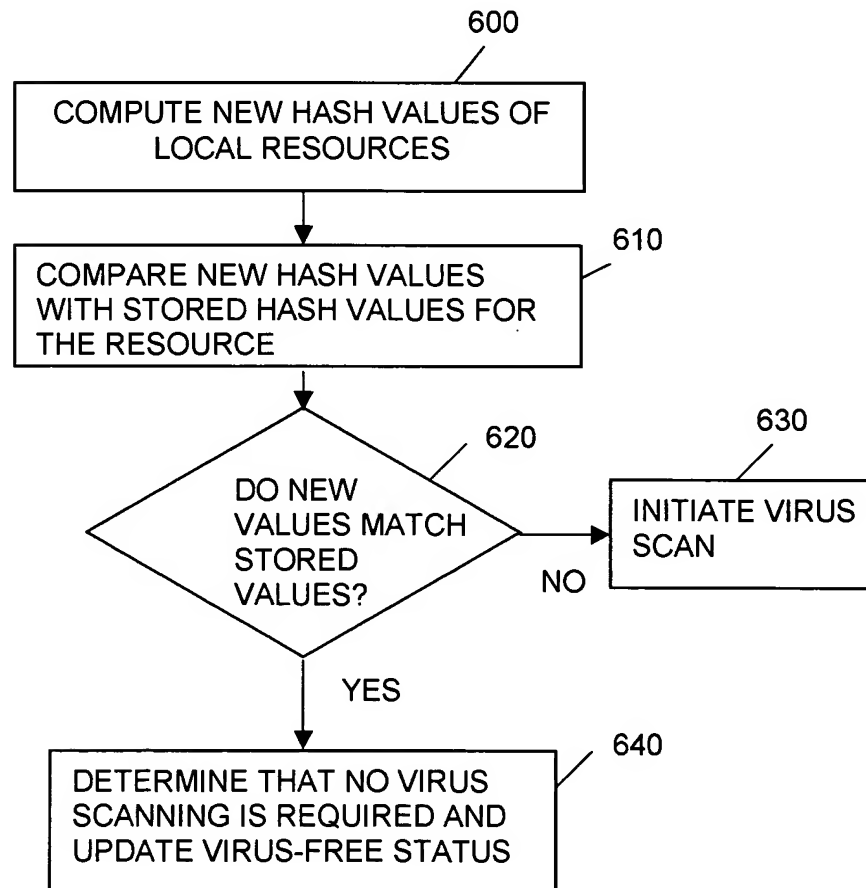 600
COMPUTE NEW HASH VALUES OF
LOCAL RESOURCES
610
COMPARE NEW HASH VALUES
WITH STORED HASH VALUES FOR
THE RESOURCE
620
DO NEW
VALUES MATCH
STORED
VALUES?
630
INITIATE VIRUS
SCAN
NO
YES
640
DETERMINE THAT NO VIRUS
SCANNING IS REQUIRED AND
UPDATE VIRUS-FREE STATUS